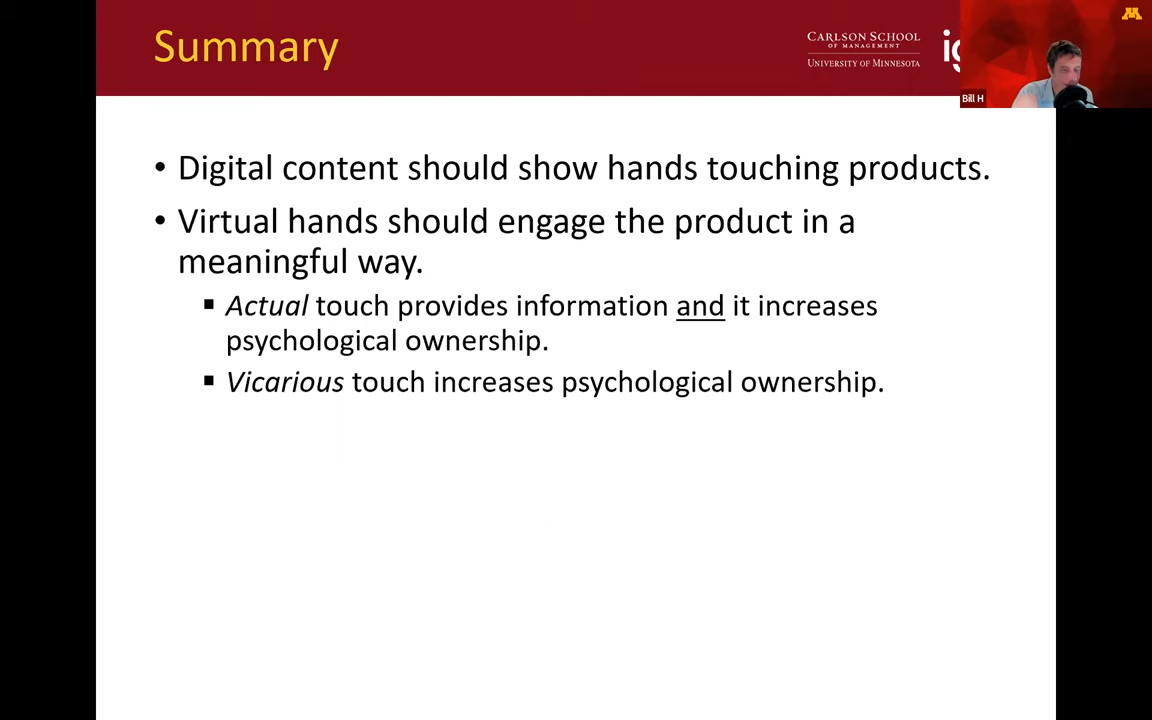 Summary
CARLSON SCHOOL
OF MANAGEMENT
UNIVERSITY OF MINNESOTA
Bill H
• Digital content should show hands touching products.
• Virtual hands should engage the product in a
meaningful way.
▪ Actual touch provides information and it increases
psychological ownership.
▪ Vicarious touch increases psychological ownership.